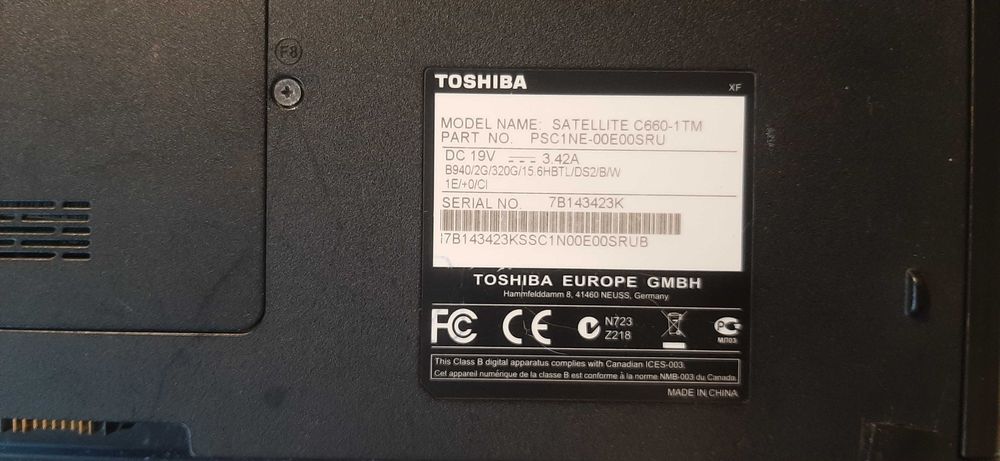 F8
TOSHIBA
XF
MODEL NAME: SATELLITE C660-1TM
PART NO. PSC1NE-00E00SRU
DC 19V 3.42A
B940/2G/320G/15.6HBTL/DS2/B/W
1E/+0/CI
SERIAL NO. 7B143423K
17B143423KSSC1N00E00SRUB
TOSHIBA EUROPE GMBH
Hammfelddamm 8, 41460 NEUSS, Germany
FC CE N723
Z218
МЛ03
This Class B digital apparatus complies with Canadian ICES-003.
Cet appareil numérique de la classe B est conforme à la norme NMB-003 du Canada.
MADE IN CHINA